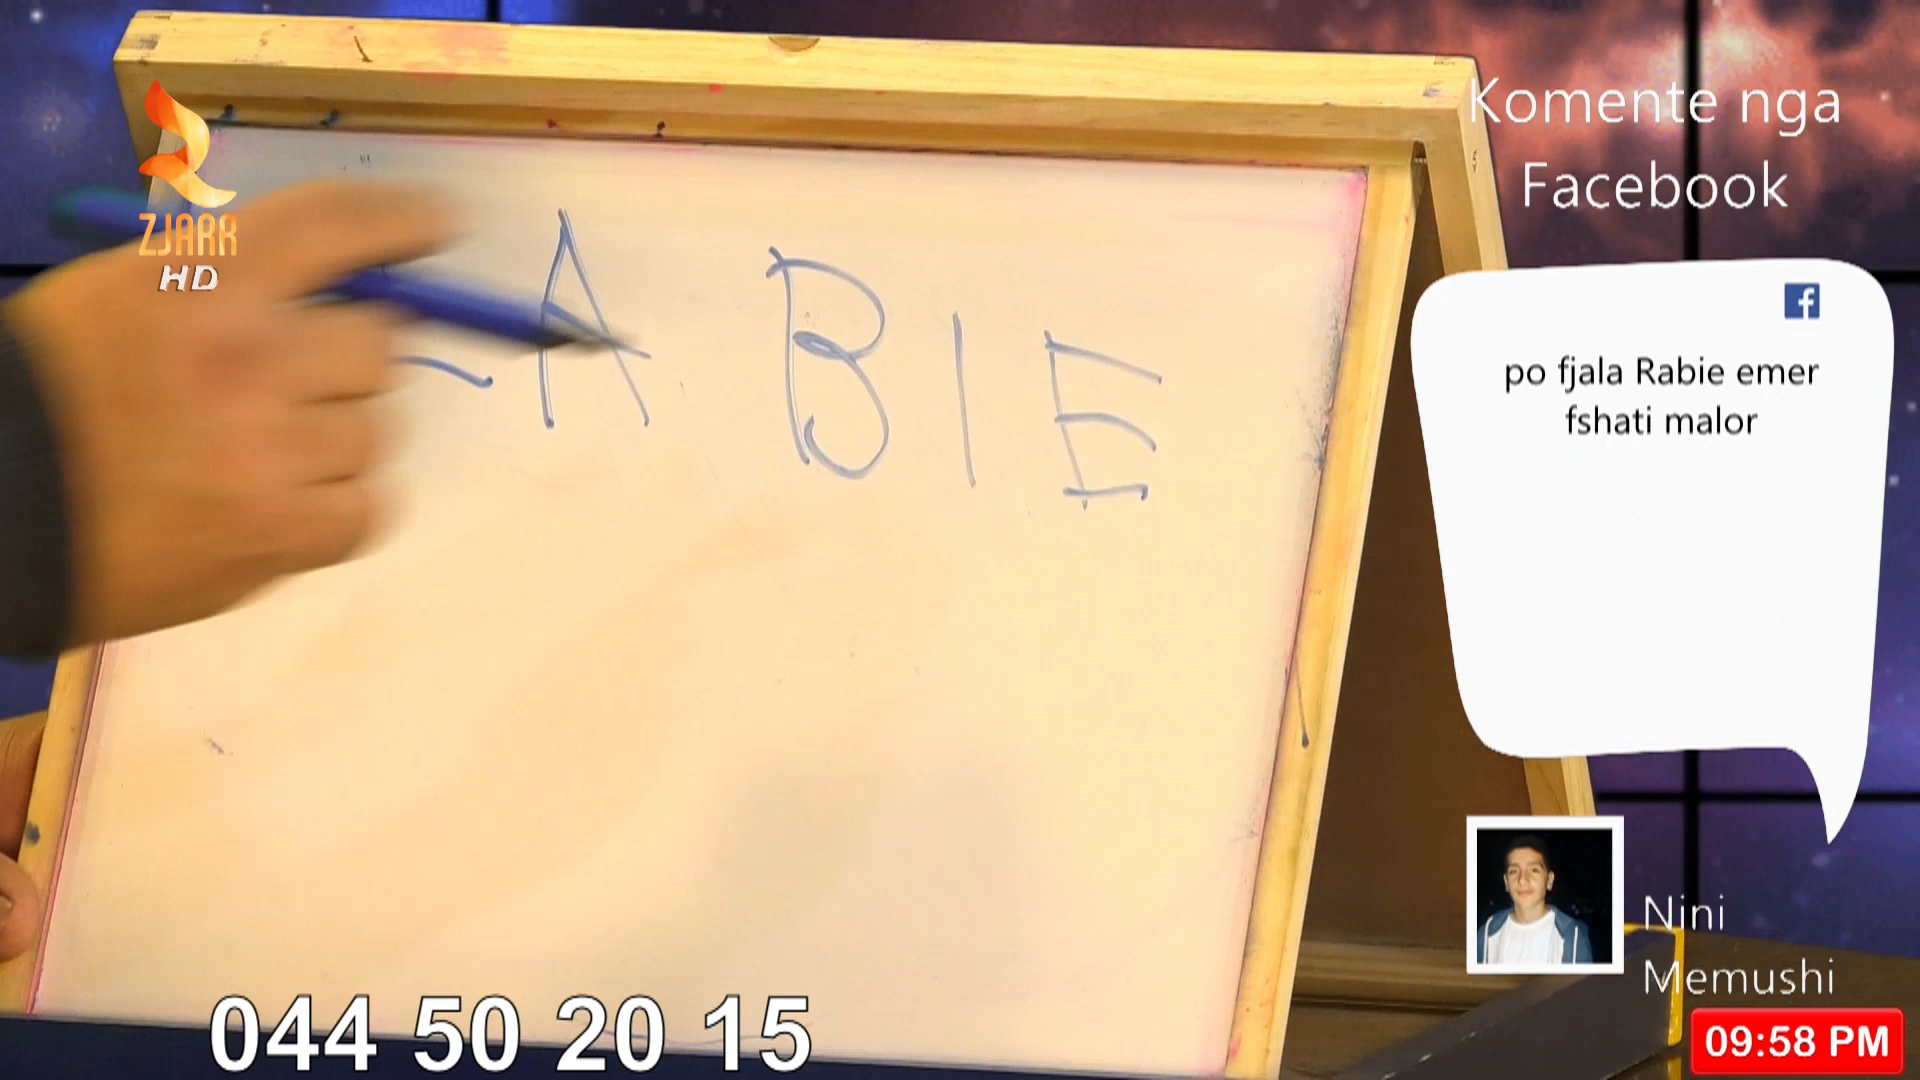 ZJARR
HD
A BIE
Komente nga
Facebook
po fjala Rabie emer
fshati malor
Nini
Memushi
044 50 20 15
09:58 PM